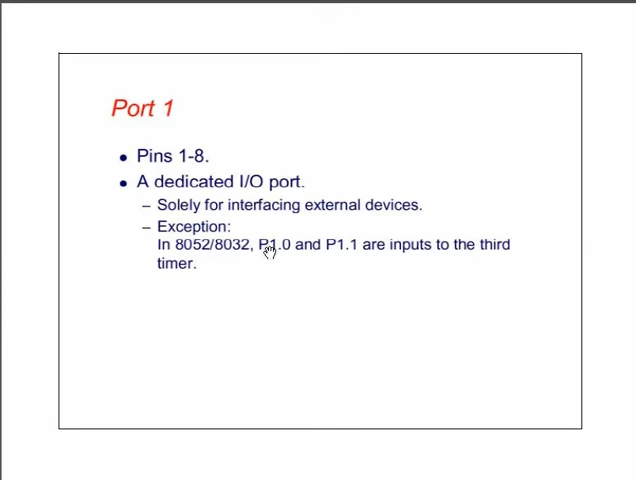 Port 1
• Pins 1-8.
• A dedicated I/O port.
– Solely for interfacing external devices.
– Exception:
In 8052/8032, P1.0 and P1.1 are inputs to the third
timer.